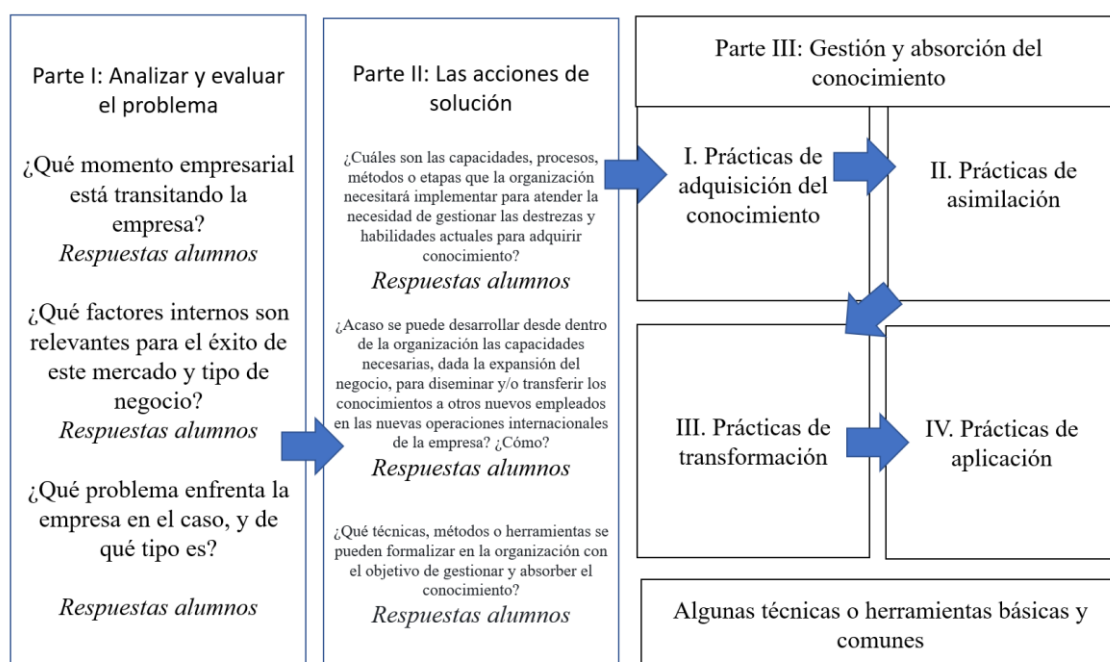 Parte I: Analizar y evaluar
el problema
¿Qué momento empresarial
está transitando la
empresa?
Respuestas alumnos
¿Qué factores internos son
relevantes para el éxito de
este mercado y tipo de
negocio?
Respuestas alumnos
¿Qué problema enfrenta la
empresa en el caso, y de
qué tipo es?
Respuestas alumnos
Parte II: Las acciones de
solución
¿Cuáles son las capacidades, procesos,
métodos o etapas que la organización
necesitará implementar para atender la
necesidad de gestionar las destrezas y
habilidades actuales para adquirir
conocimiento?
Respuestas alumnos
¿Acaso se puede desarrollar desde dentro
de la organización las capacidades
necesarias, dada la expansión del
negocio, para diseminar y/o transferir los
conocimientos a otros nuevos empleados
en las nuevas operaciones internacionales
de la empresa? ¿Cómo?
Respuestas alumnos
¿Qué técnicas, métodos o herramientas se
pueden formalizar en la organización con
el objetivo de gestionar y absorber el
conocimiento?
Respuestas alumnos
Parte III: Gestión y absorción del
conocimiento
I. Prácticas de
adquisición del
conocimiento
II. Prácticas de
asimilación
III. Prácticas de
transformación
IV. Prácticas de
aplicación
Algunas técnicas o herramientas básicas y
comunes